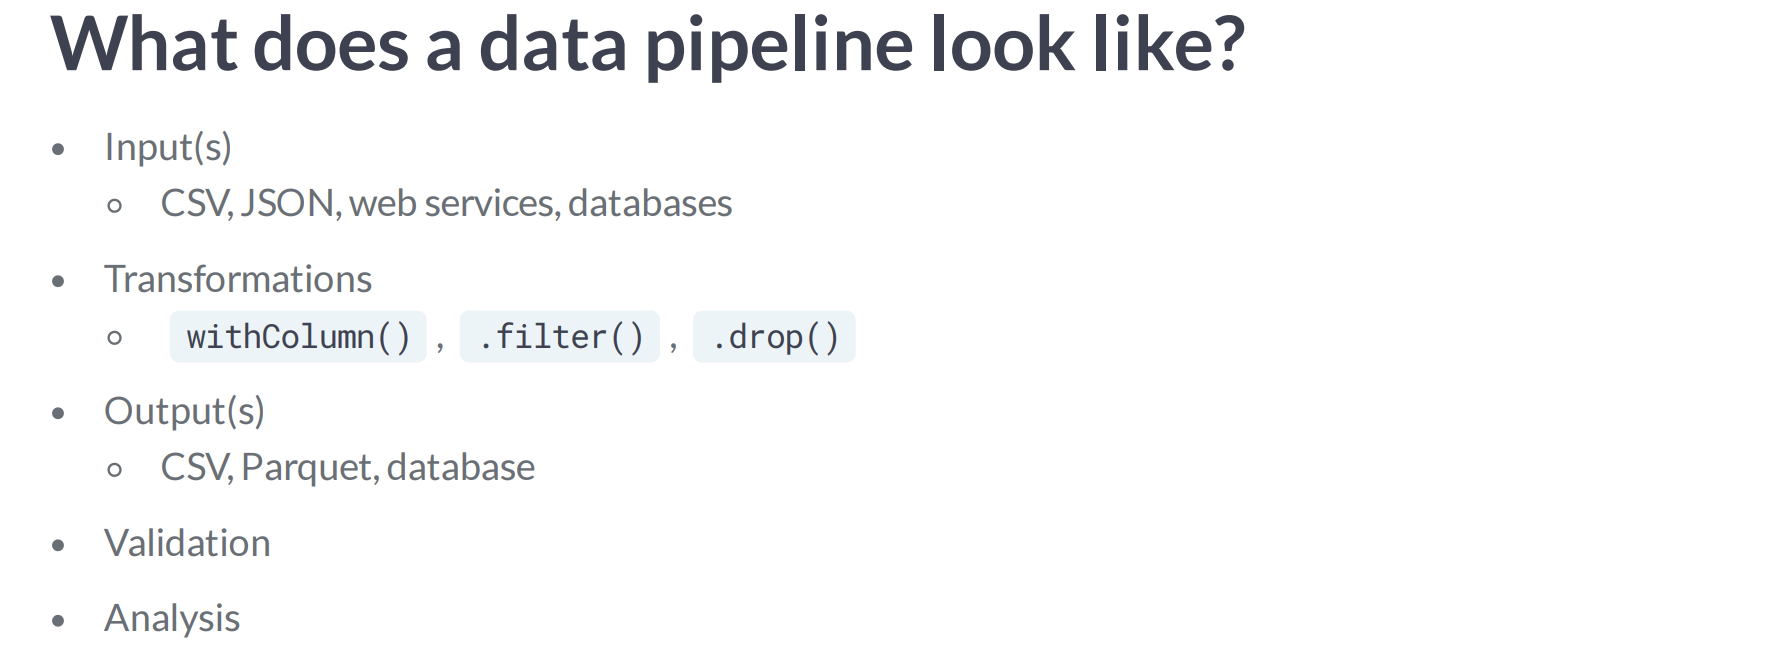 What does a data pipeline look like?
• Input(s)
◦ CSV, JSON, web services, databases
• Transformations
◦ withColumn() , .filter() , .drop()
• Output(s)
◦ CSV, Parquet, database
• Validation
• Analysis